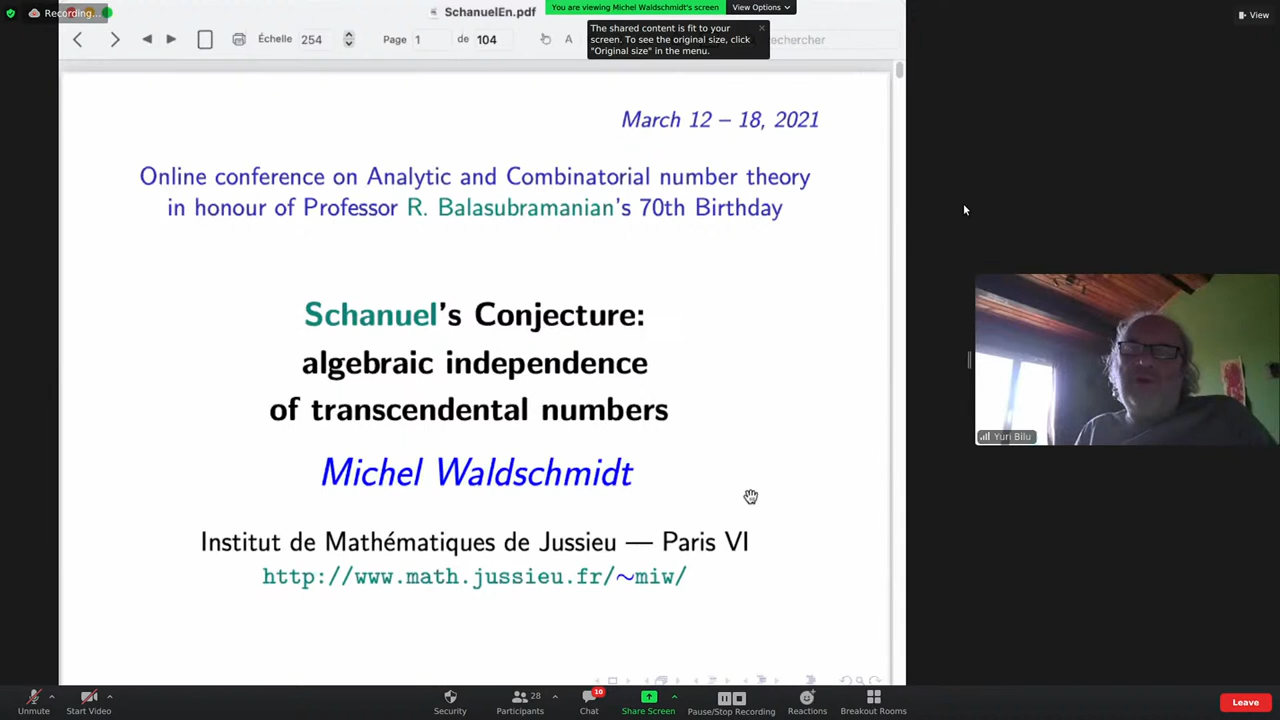 Recording...
SchanuelEn.pdf
You are viewing Michel Waldschmidt's screen
View Options
View
Échelle 254
Page 1 de 104
A
rechercher
The shared content is fit to your
screen. To see the original size, click
"Original size" in the menu.
March 12 – 18, 2021
Online conference on Analytic and Combinatorial number theory
in honour of Professor R. Balasubramanian's 70th Birthday
Schanuel's Conjecture:
algebraic independence
of transcendental numbers
Michel Waldschmidt
Institut de Mathématiques de Jussieu — Paris VI
http://www.math.jussieu.fr/~miw/
Yuri Bilu
Unmute
Start Video
Security
Participants 28
Chat 10
Share Screen
Pause/Stop Recording
Reactions
Breakout Rooms
Leave